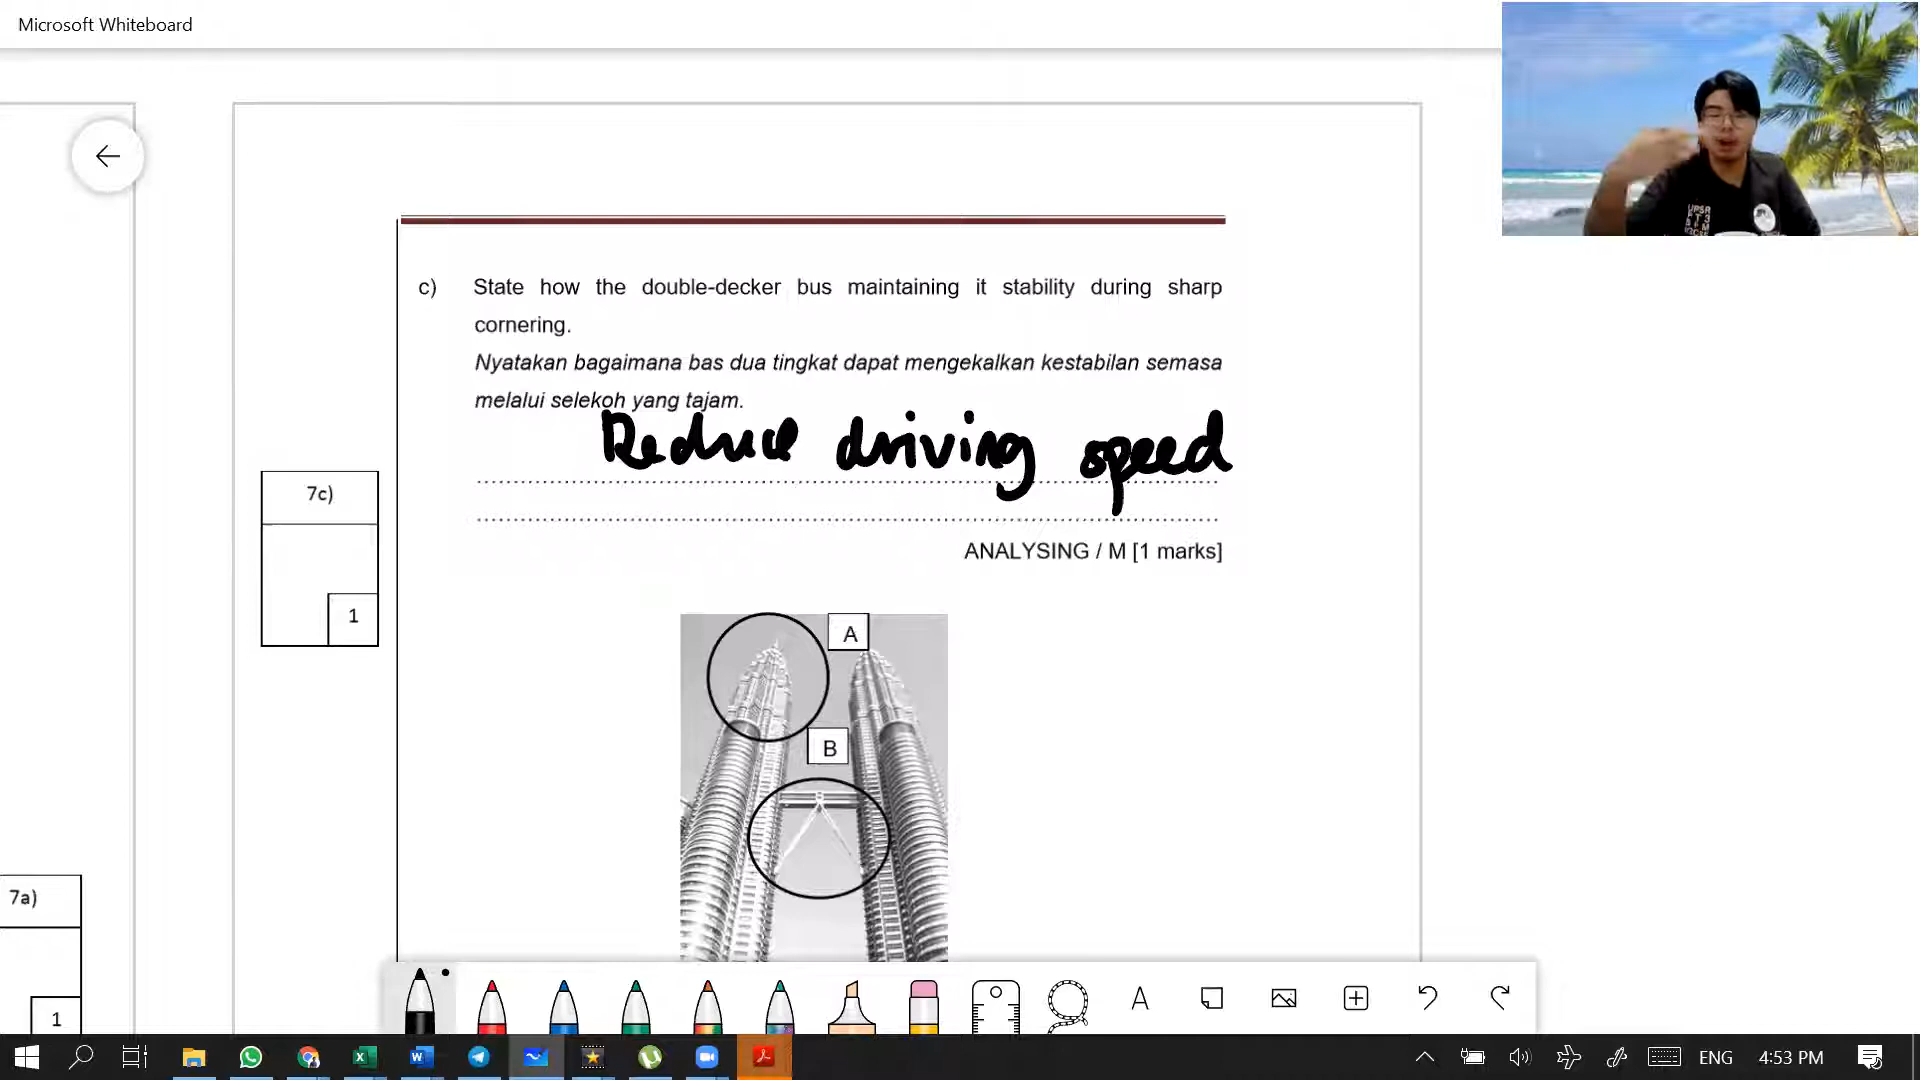 Microsoft Whiteboard
c) State how the double-decker bus maintaining it stability during sharp
cornering.
Nyatakan bagaimana bas dua tingkat dapat mengekalkan kestabilan semasa
melalui selekoh yang tajam.
Reduce driving speed
7c)
1
ANALYSING / M [1 marks]
A
B
7a)
1
ENG
4:53 PM